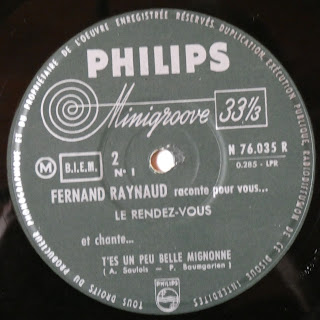 TOUS DROITS DU PRODUCTEUR PHONOGRAPHIQUE ET DU PROPRIÉTAIRE DE L'OEUVRE ENREGISTRÉE RÉSERVÉS. DUPLICATION, EXÉCUTION PUBLIQUE, RADIODIFFUSION DE CE DISQUE INTERDITES
PHILIPS
Minigroove 33⅓
N 76.035 R
0.285 - LPR
M B.I.E.M. 2
N° 1
FERNAND RAYNAUD raconte pour vous...
LE RENDEZ-VOUS
et chante...
T'ES UN PEU BELLE MIGNONNE
( A. Saulois - P. Baumgarten )
PHILIPS